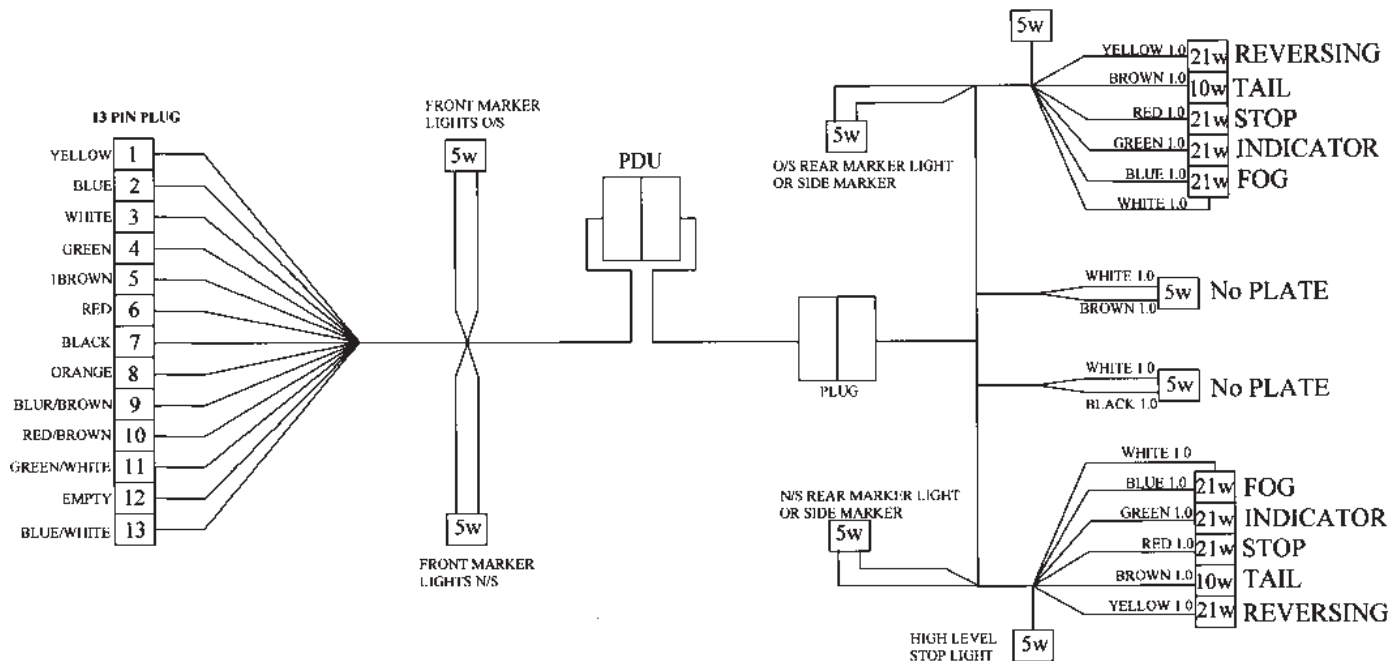 13 PIN PLUG
YELLOW 1
BLUE 2
WHITE 3
GREEN 4
1BROWN 5
RED 6
BLACK 7
ORANGE 8
BLUR/BROWN 9
RED/BROWN 10
GREEN/WHITE 11
EMPTY 12
BLUE/WHITE 13
FRONT MARKER
LIGHTS O/S
5w
5w
FRONT MARKER
LIGHTS N/S
PDU
PLUG
5w
O/S REAR MARKER LIGHT
OR SIDE MARKER
5w
YELLOW 1.0 21w REVERSING
BROWN 1.0 10w TAIL
RED 1.0 21w STOP
GREEN 1.0 21w INDICATOR
BLUE 1.0 21w FOG
WHITE 1.0
WHITE 1.0
5w No PLATE
BROWN 1.0
WHITE 1.0
5w No PLATE
BLACK 1.0
N/S REAR MARKER LIGHT
OR SIDE MARKER
5w
WHITE 1.0
BLUE 1.0 21w FOG
GREEN 1.0 21w INDICATOR
RED 1.0 21w STOP
BROWN 1.0 10w TAIL
YELLOW 1.0 21w REVERSING
HIGH LEVEL
STOP LIGHT
5w